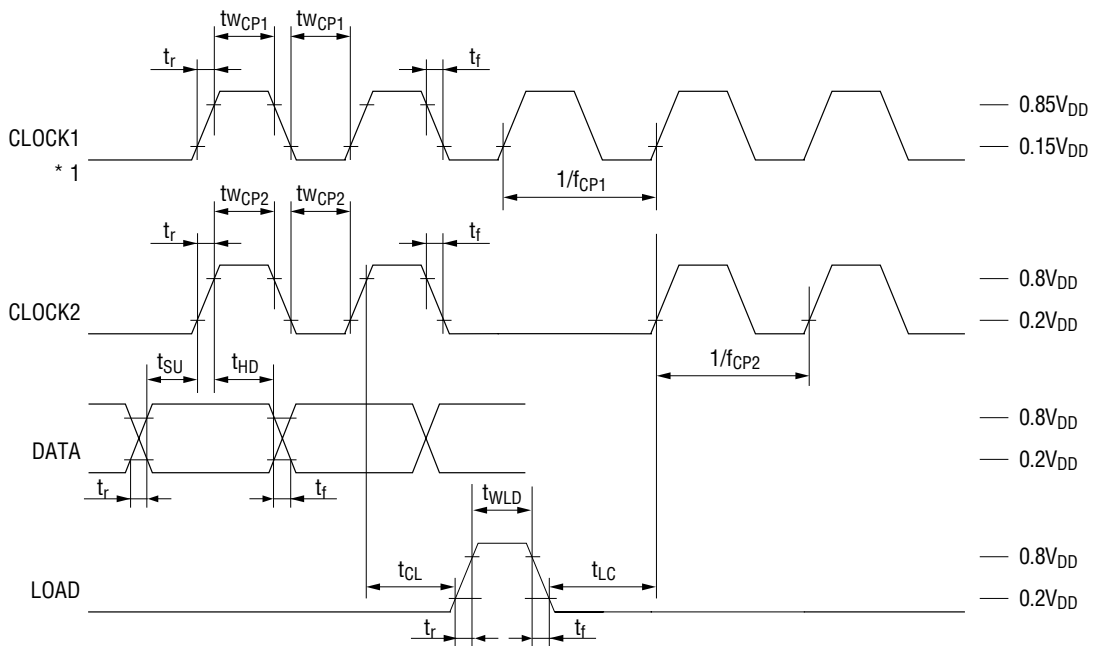 twCP1 twCP1
tr tf
CLOCK1
* 1
0.85VDD
0.15VDD
1/fCP1
twCP2 twCP2
tr tf
CLOCK2
0.8VDD
0.2VDD
1/fCP2
tSU tHD
DATA
0.8VDD
0.2VDD
tr tf
tWLD
LOAD
tCL tLC
0.8VDD
0.2VDD
tr tf